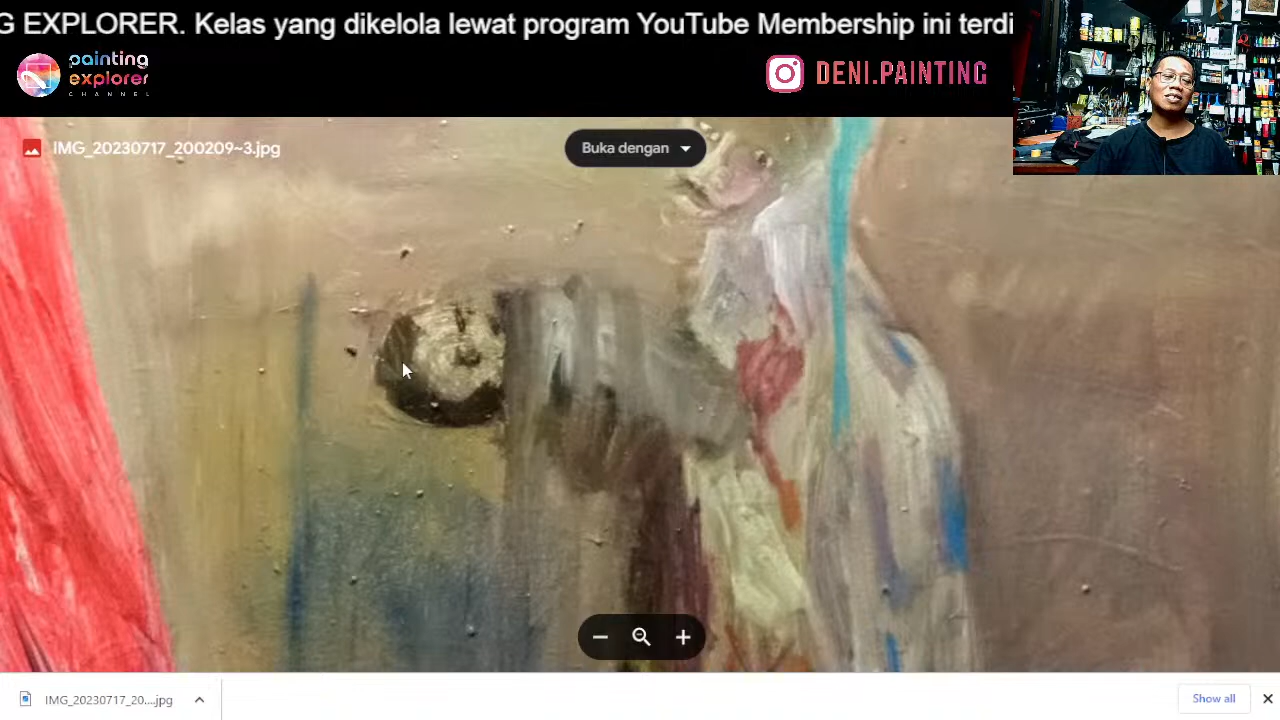 G EXPLORER. Kelas yang dikelola lewat program YouTube Membership ini terdi
painting
explorer
CHANNEL
DENI.PAINTING
IMG_20230717_200209~3.jpg
Buka dengan
IMG_20230717_20....jpg
Show all